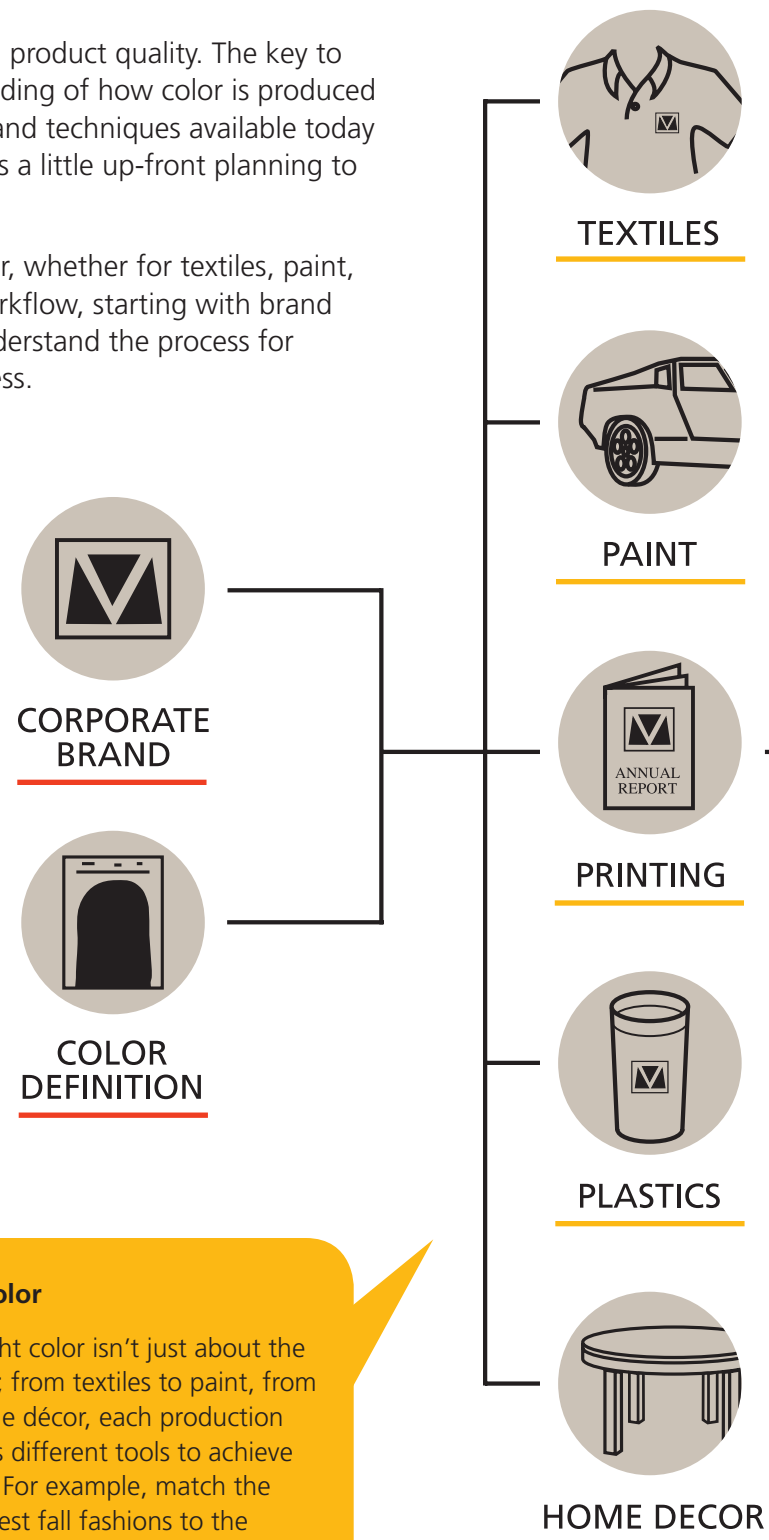 product quality. The key to
ding of how color is produced
and techniques available today
s a little up-front planning to
r, whether for textiles, paint,
rkflow, starting with brand
derstand the process for
ess.
CORPORATE
BRAND
COLOR
DEFINITION
TEXTILES
PAINT
ANNUAL
REPORT
PRINTING
PLASTICS
HOME DECOR
olor
ht color isn’t just about the
; from textiles to paint, from
e décor, each production
s different tools to achieve
. For example, match the
est fall fashions to the